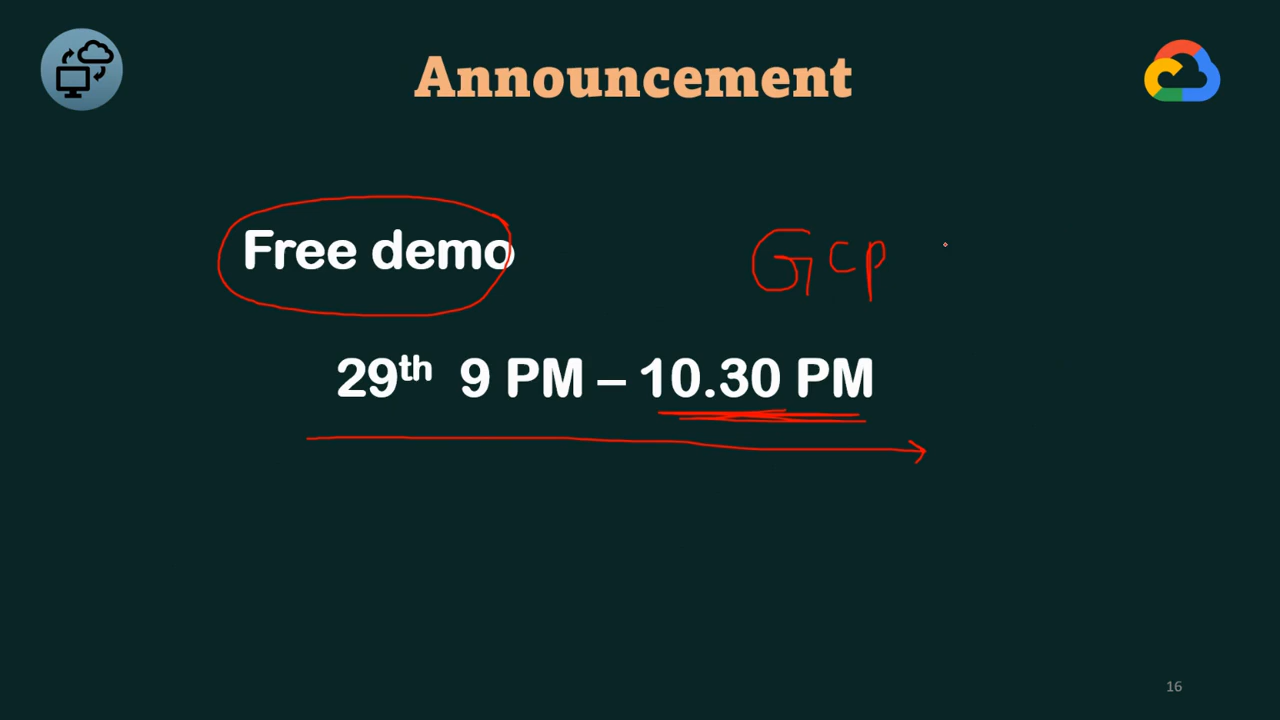 Announcement
Free demo
GCP
29th 9 PM – 10.30 PM
16